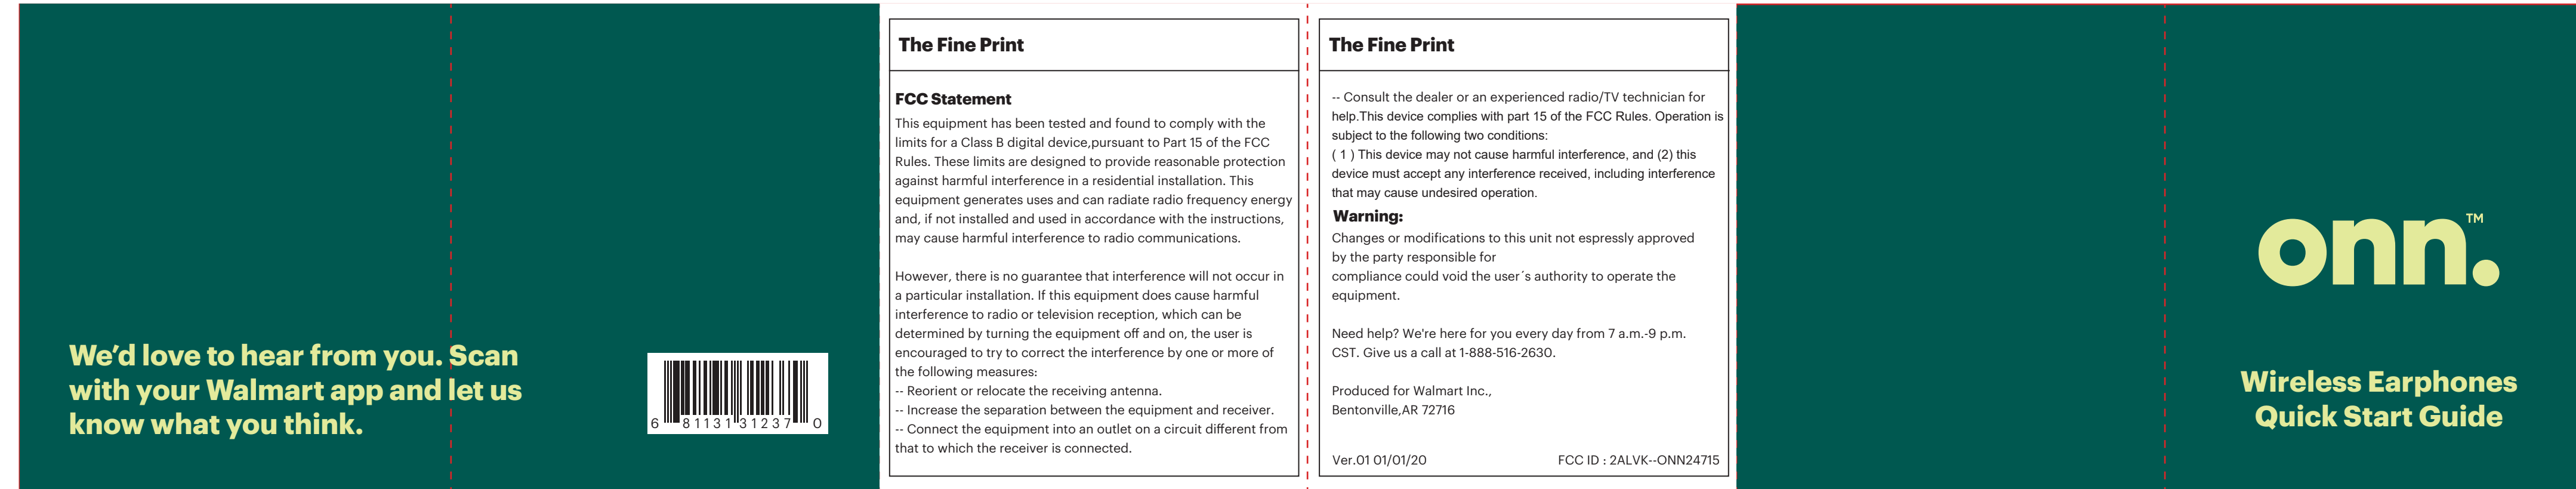 We'd love to hear from you. Scan
with your Walmart app and let us
know what you think.
6 81131 31237 0
The Fine Print
FCC Statement
This equipment has been tested and found to comply with the
limits for a Class B digital device,pursuant to Part 15 of the FCC
Rules. These limits are designed to provide reasonable protection
against harmful interference in a residential installation. This
equipment generates uses and can radiate radio frequency energy
and, if not installed and used in accordance with the instructions,
may cause harmful interference to radio communications.
However, there is no guarantee that interference will not occur in
a particular installation. If this equipment does cause harmful
interference to radio or television reception, which can be
determined by turning the equipment off and on, the user is
encouraged to try to correct the interference by one or more of
the following measures:
-- Reorient or relocate the receiving antenna.
-- Increase the separation between the equipment and receiver.
-- Connect the equipment into an outlet on a circuit different from
that to which the receiver is connected.
The Fine Print
-- Consult the dealer or an experienced radio/TV technician for
help.This device complies with part 15 of the FCC Rules. Operation is
subject to the following two conditions:
( 1 ) This device may not cause harmful interference, and (2) this
device must accept any interference received, including interference
that may cause undesired operation.
Warning:
Changes or modifications to this unit not espressly approved
by the party responsible for
compliance could void the user´s authority to operate the
equipment.
Need help? We're here for you every day from 7 a.m.-9 p.m.
CST. Give us a call at 1-888-516-2630.
Produced for Walmart Inc.,
Bentonville,AR 72716
Ver.01 01/01/20 FCC ID : 2ALVK--ONN24715
onn.™
Wireless Earphones
Quick Start Guide